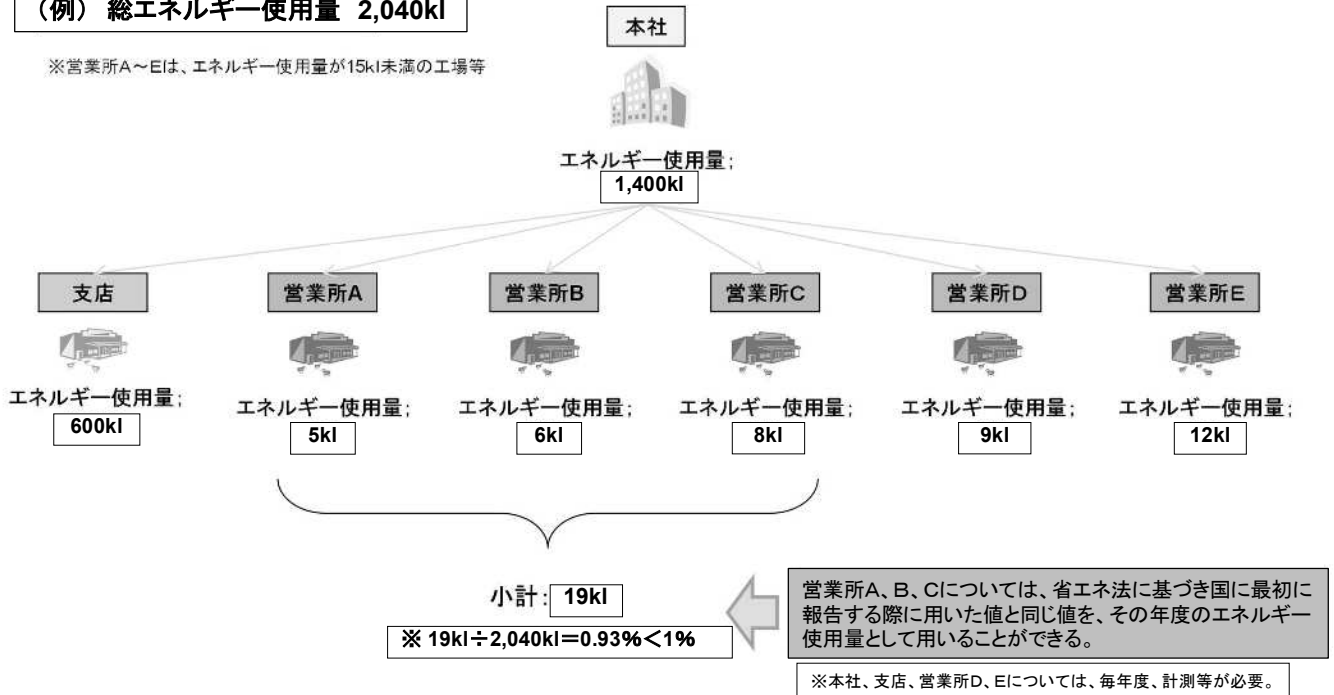 （例） 総エネルギー使用量 2,040kl
本社
※営業所A～Eは、エネルギー使用量が15kl未満の工場等
エネルギー使用量；
1,400kl
支店
営業所A
営業所B
営業所C
営業所D
営業所E
エネルギー使用量；
600kl
エネルギー使用量；
5kl
エネルギー使用量；
6kl
エネルギー使用量；
8kl
エネルギー使用量；
9kl
エネルギー使用量；
12kl
小計： 19kl
※ 19kl÷2,040kl＝0.93%＜1%
営業所A、B、Cについては、省エネ法に基づき国に最初に
報告する際に用いた値と同じ値を、その年度のエネルギー
使用量として用いることができる。
※本社、支店、営業所D、Eについては、毎年度、計測等が必要。